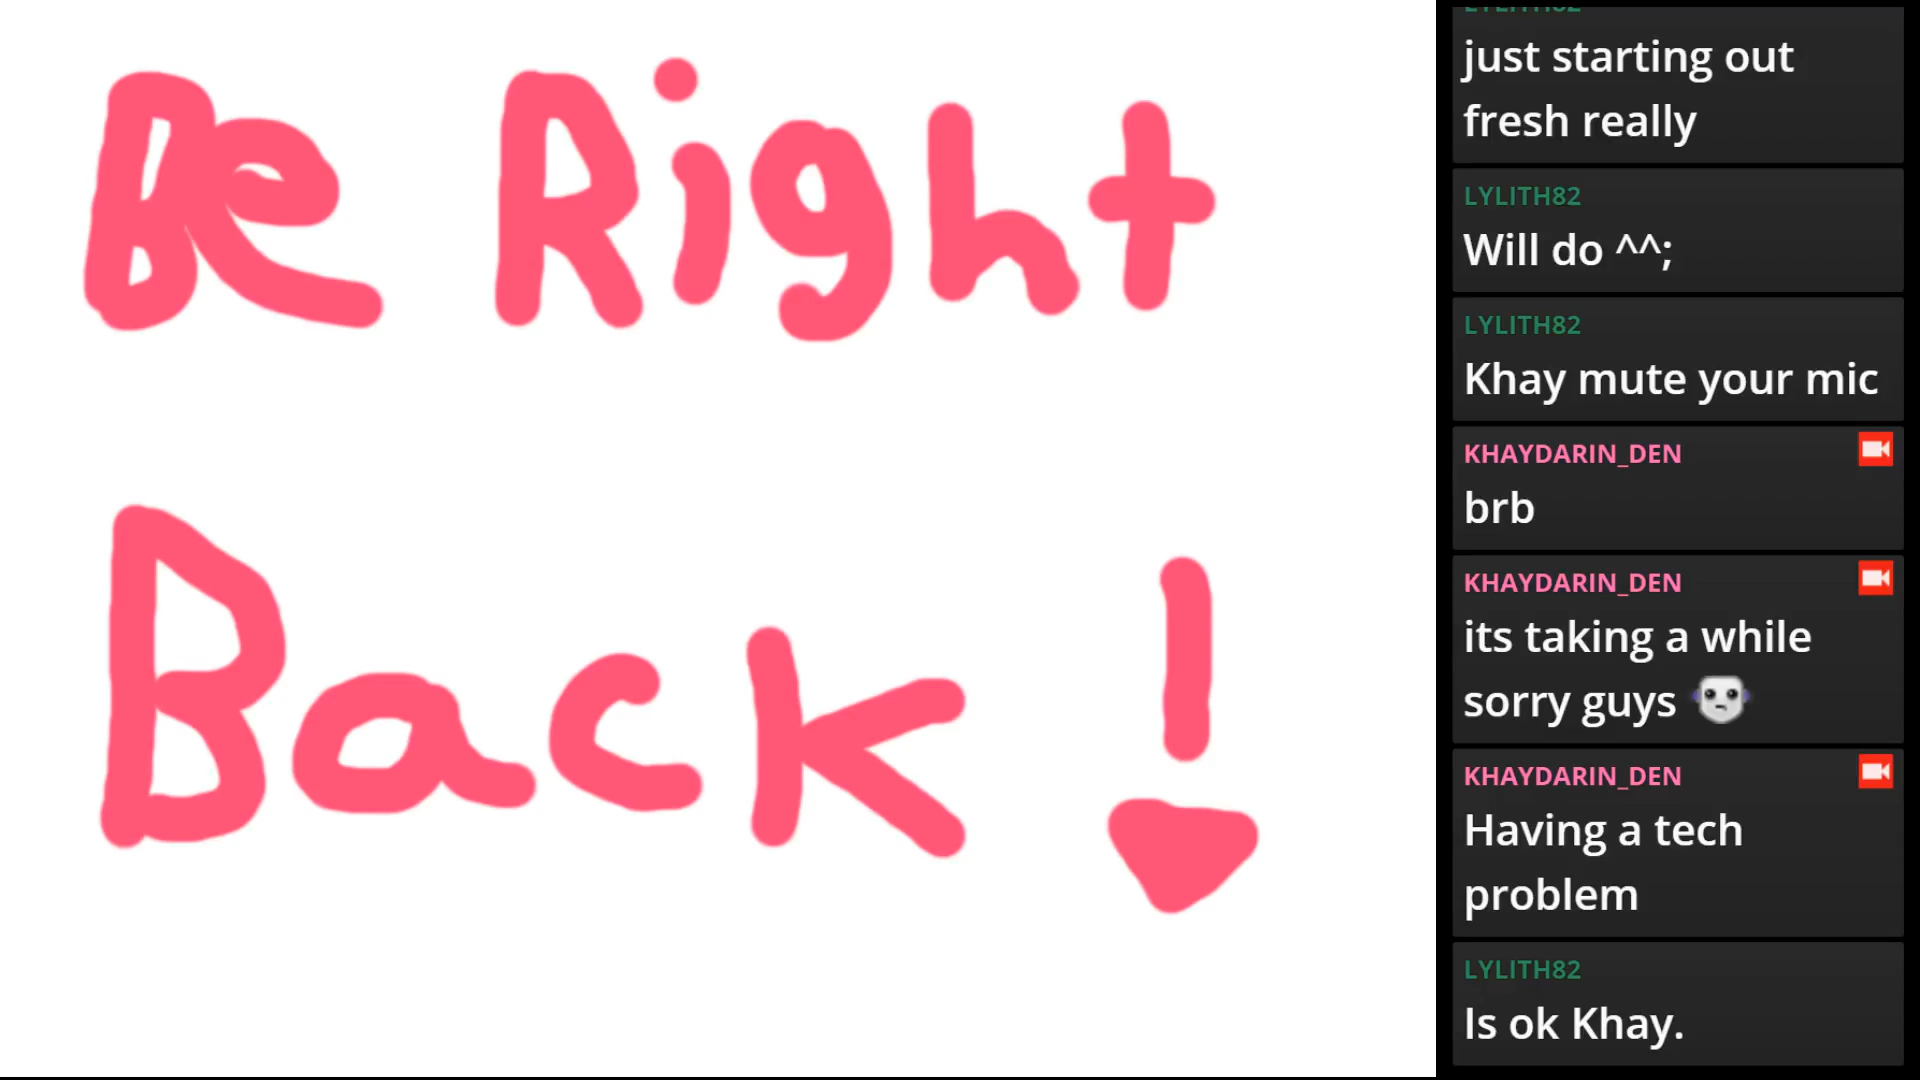 Be Right
Back!
LYLITH82
just starting out
fresh really
LYLITH82
Will do ^^;
LYLITH82
Khay mute your mic
KHAYDARIN_DEN
brb
KHAYDARIN_DEN
its taking a while
sorry guys
KHAYDARIN_DEN
Having a tech
problem
LYLITH82
Is ok Khay.